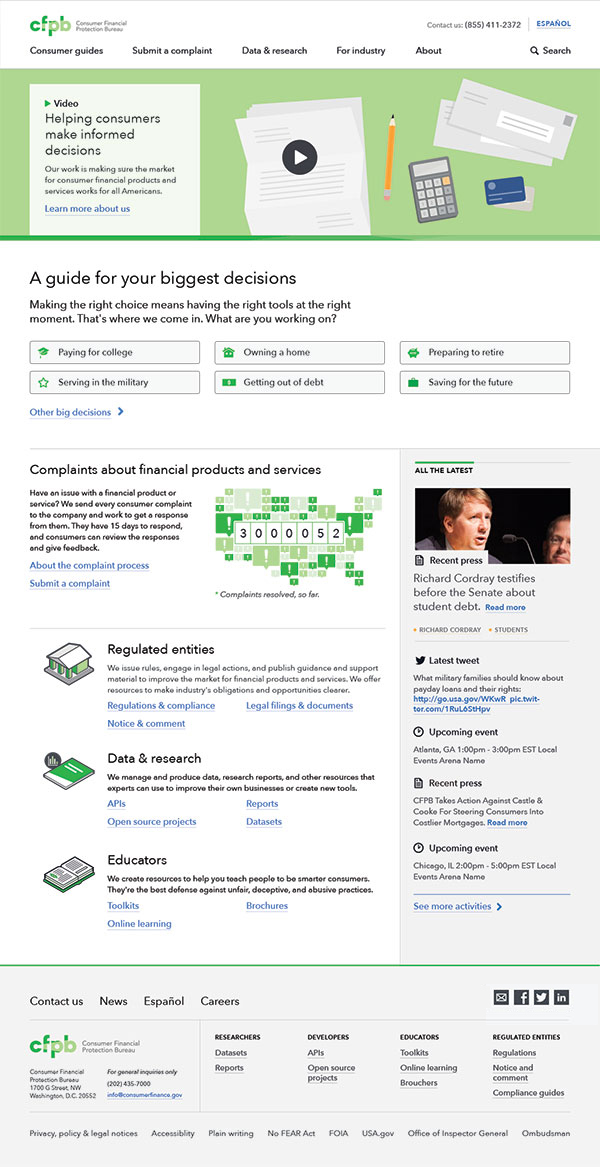 cfpb Consumer Financial
Protection Bureau
Contact us: (855) 411-2372
ESPAÑOL
Consumer guides
Submit a complaint
Data & research
For industry
About
Search
Video
Helping consumers
make informed
decisions
Our work is making sure the market
for consumer financial products and
services works for all Americans.
Learn more about us
A guide for your biggest decisions
Making the right choice means having the right tools at the right
moment. That's where we come in. What are you working on?
Paying for college
Owning a home
Preparing to retire
Serving in the military
Getting out of debt
Saving for the future
Other big decisions
Complaints about financial products and services
Have an issue with a financial product or
service? We send every consumer complaint
to the company and work to get a response
from them. They have 15 days to respond,
and consumers can review the responses
and give feedback.
About the complaint process
Submit a complaint
3 0 0 0 0 5 2
* Complaints resolved, so far.
Regulated entities
We issue rules, engage in legal actions, and publish guidance and support
material to improve the market for financial products and services. We offer
resources to make industry's obligations and opportunities clearer.
Regulations & compliance
Legal filings & documents
Notice & comment
Data & research
We manage and produce data, research reports, and other resources that
experts can use to improve their own businesses or create new tools.
APIs
Reports
Open source projects
Datasets
Educators
We create resources to help you teach people to be smarter consumers.
They're the best defense against unfair, deceptive, and abusive practices.
Toolkits
Brochures
Online learning
ALL THE LATEST
Recent press
Richard Cordray testifies
before the Senate about
student debt. Read more
RICHARD CORDRAY
STUDENTS
Latest tweet
What military families should know about
payday loans and their rights:
http://go.usa.gov/WKwR pic.twit-
ter.com/1RuL6StHpv
Upcoming event
Atlanta, GA 1:00pm - 3:00pm EST Local
Events Arena Name
Recent press
CFPB Takes Action Against Castle &
Cooke For Steering Consumers Into
Costlier Mortgages. Read more
Upcoming event
Chicago, IL 2:00pm - 5:00pm EST Local
Events Arena Name
See more activities
Contact us
News
Español
Careers
cfpb Consumer Financial
Protection Bureau
Consumer Financial
Protection Bureau
1700 G Street, NW
Washington, D.C. 20552
For general inquiries only
(202) 435-7000
info@consumerfinance.gov
RESEARCHERS
Datasets
Reports
DEVELOPERS
APIs
Open source
projects
EDUCATORS
Toolkits
Online learning
Brouchers
REGULATED ENTITIES
Regulations
Notice and
comment
Compliance guides
Privacy, policy & legal notices
Accessiblity
Plain writing
No FEAR Act
FOIA
USA.gov
Office of Inspector General
Ombudsman